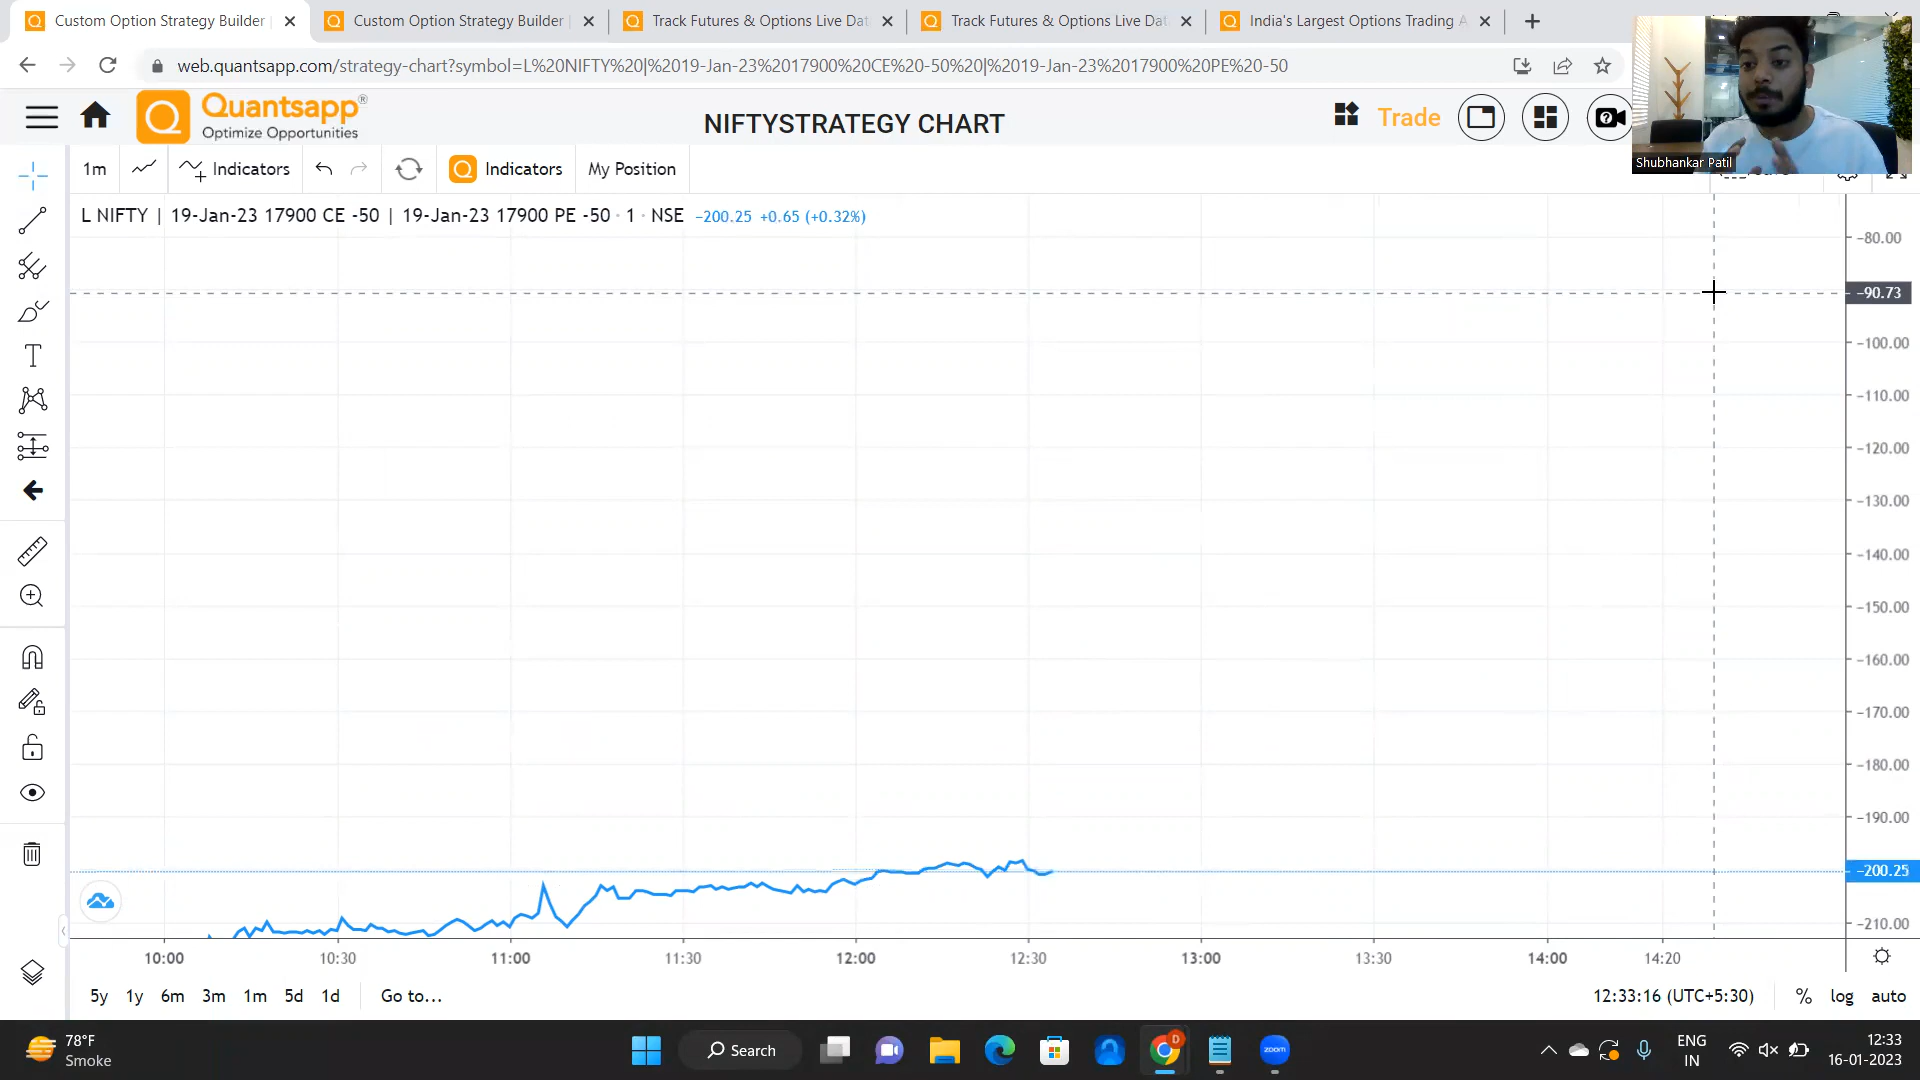 Custom Option Strategy Builder
Custom Option Strategy Builder
Track Futures & Options Live Dat
Track Futures & Options Live Dat
India's Largest Options Trading A
web.quantsapp.com/strategy-chart?symbol=L%20NIFTY%20|%2019-Jan-23%2017900%20CE%20-50%20|%2019-Jan-23%2017900%20PE%20-50
Quantsapp®
Optimize Opportunities
NIFTYSTRATEGY CHART
Trade
Shubhankar Patil
1m
Indicators
Indicators
My Position
L NIFTY | 19-Jan-23 17900 CE -50 | 19-Jan-23 17900 PE -50 · 1 · NSE −200.25 +0.65 (+0.32%)
−80.00
−90.73
−100.00
−110.00
−120.00
−130.00
−140.00
−150.00
−160.00
−170.00
−180.00
−190.00
−200.25
−210.00
10:00 10:30 11:00 11:30 12:00 12:30 13:00 13:30 14:00 14:20
5y 1y 6m 3m 1m 5d 1d Go to... 12:33:16 (UTC+5:30) % log auto
78°F
Smoke
Search
zoom
ENG
IN
12:33
16-01-2023